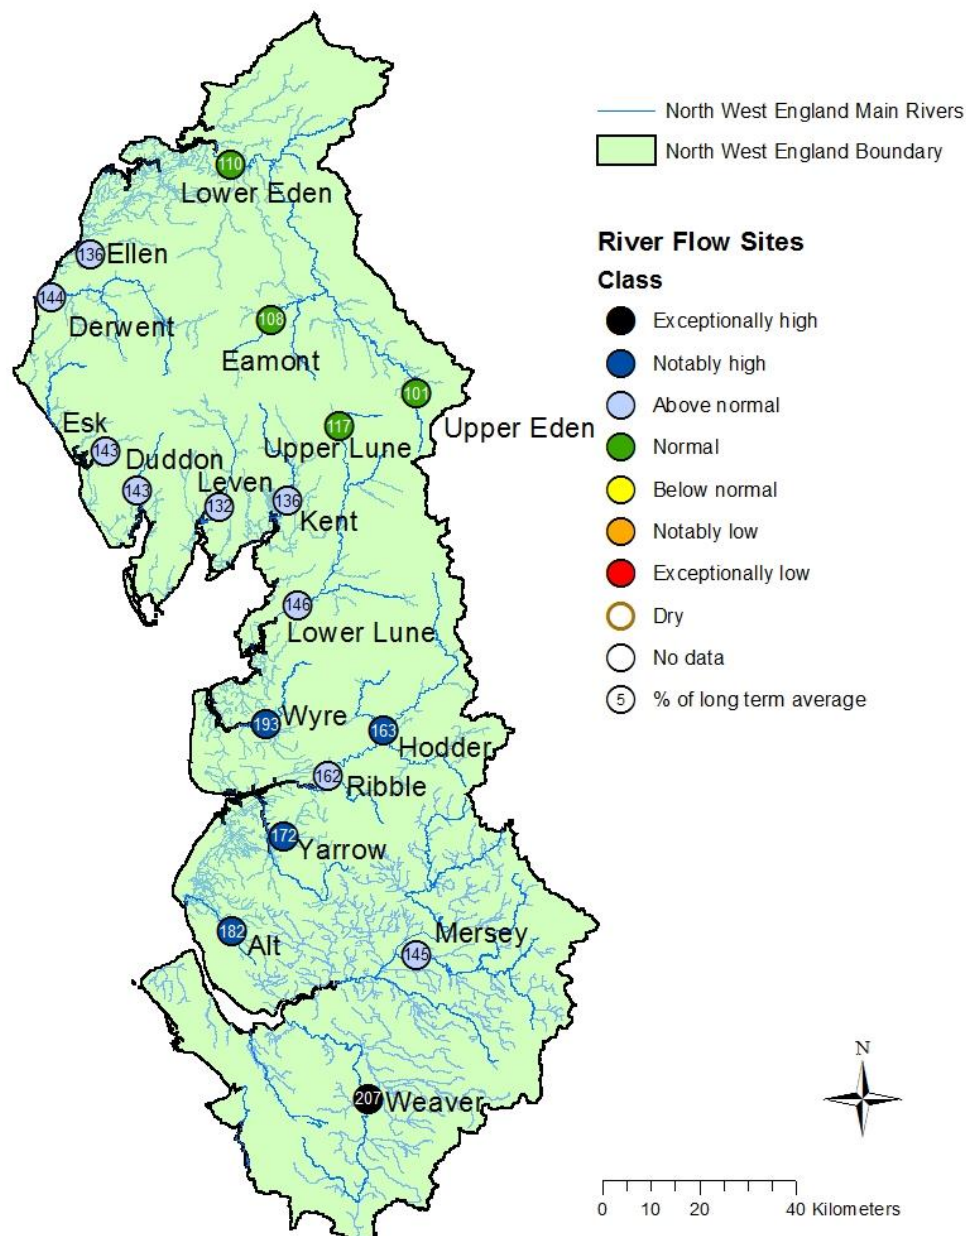 North West England Main Rivers
North West England Boundary
River Flow Sites
Class
Exceptionally high
Notably high
Above normal
Normal
Below normal
Notably low
Exceptionally low
Dry
No data
5 % of long term average
110
Lower Eden
136 Ellen
144
Derwent
108
Eamont
101
Upper Eden
117
Upper Lune
Esk
143
Duddon
143
Leven
132
136
Kent
146
Lower Lune
193 Wyre
163
Hodder
162 Ribble
172 Yarrow
182 Alt
Mersey
145
207 Weaver
N
0 10 20 40 Kilometers